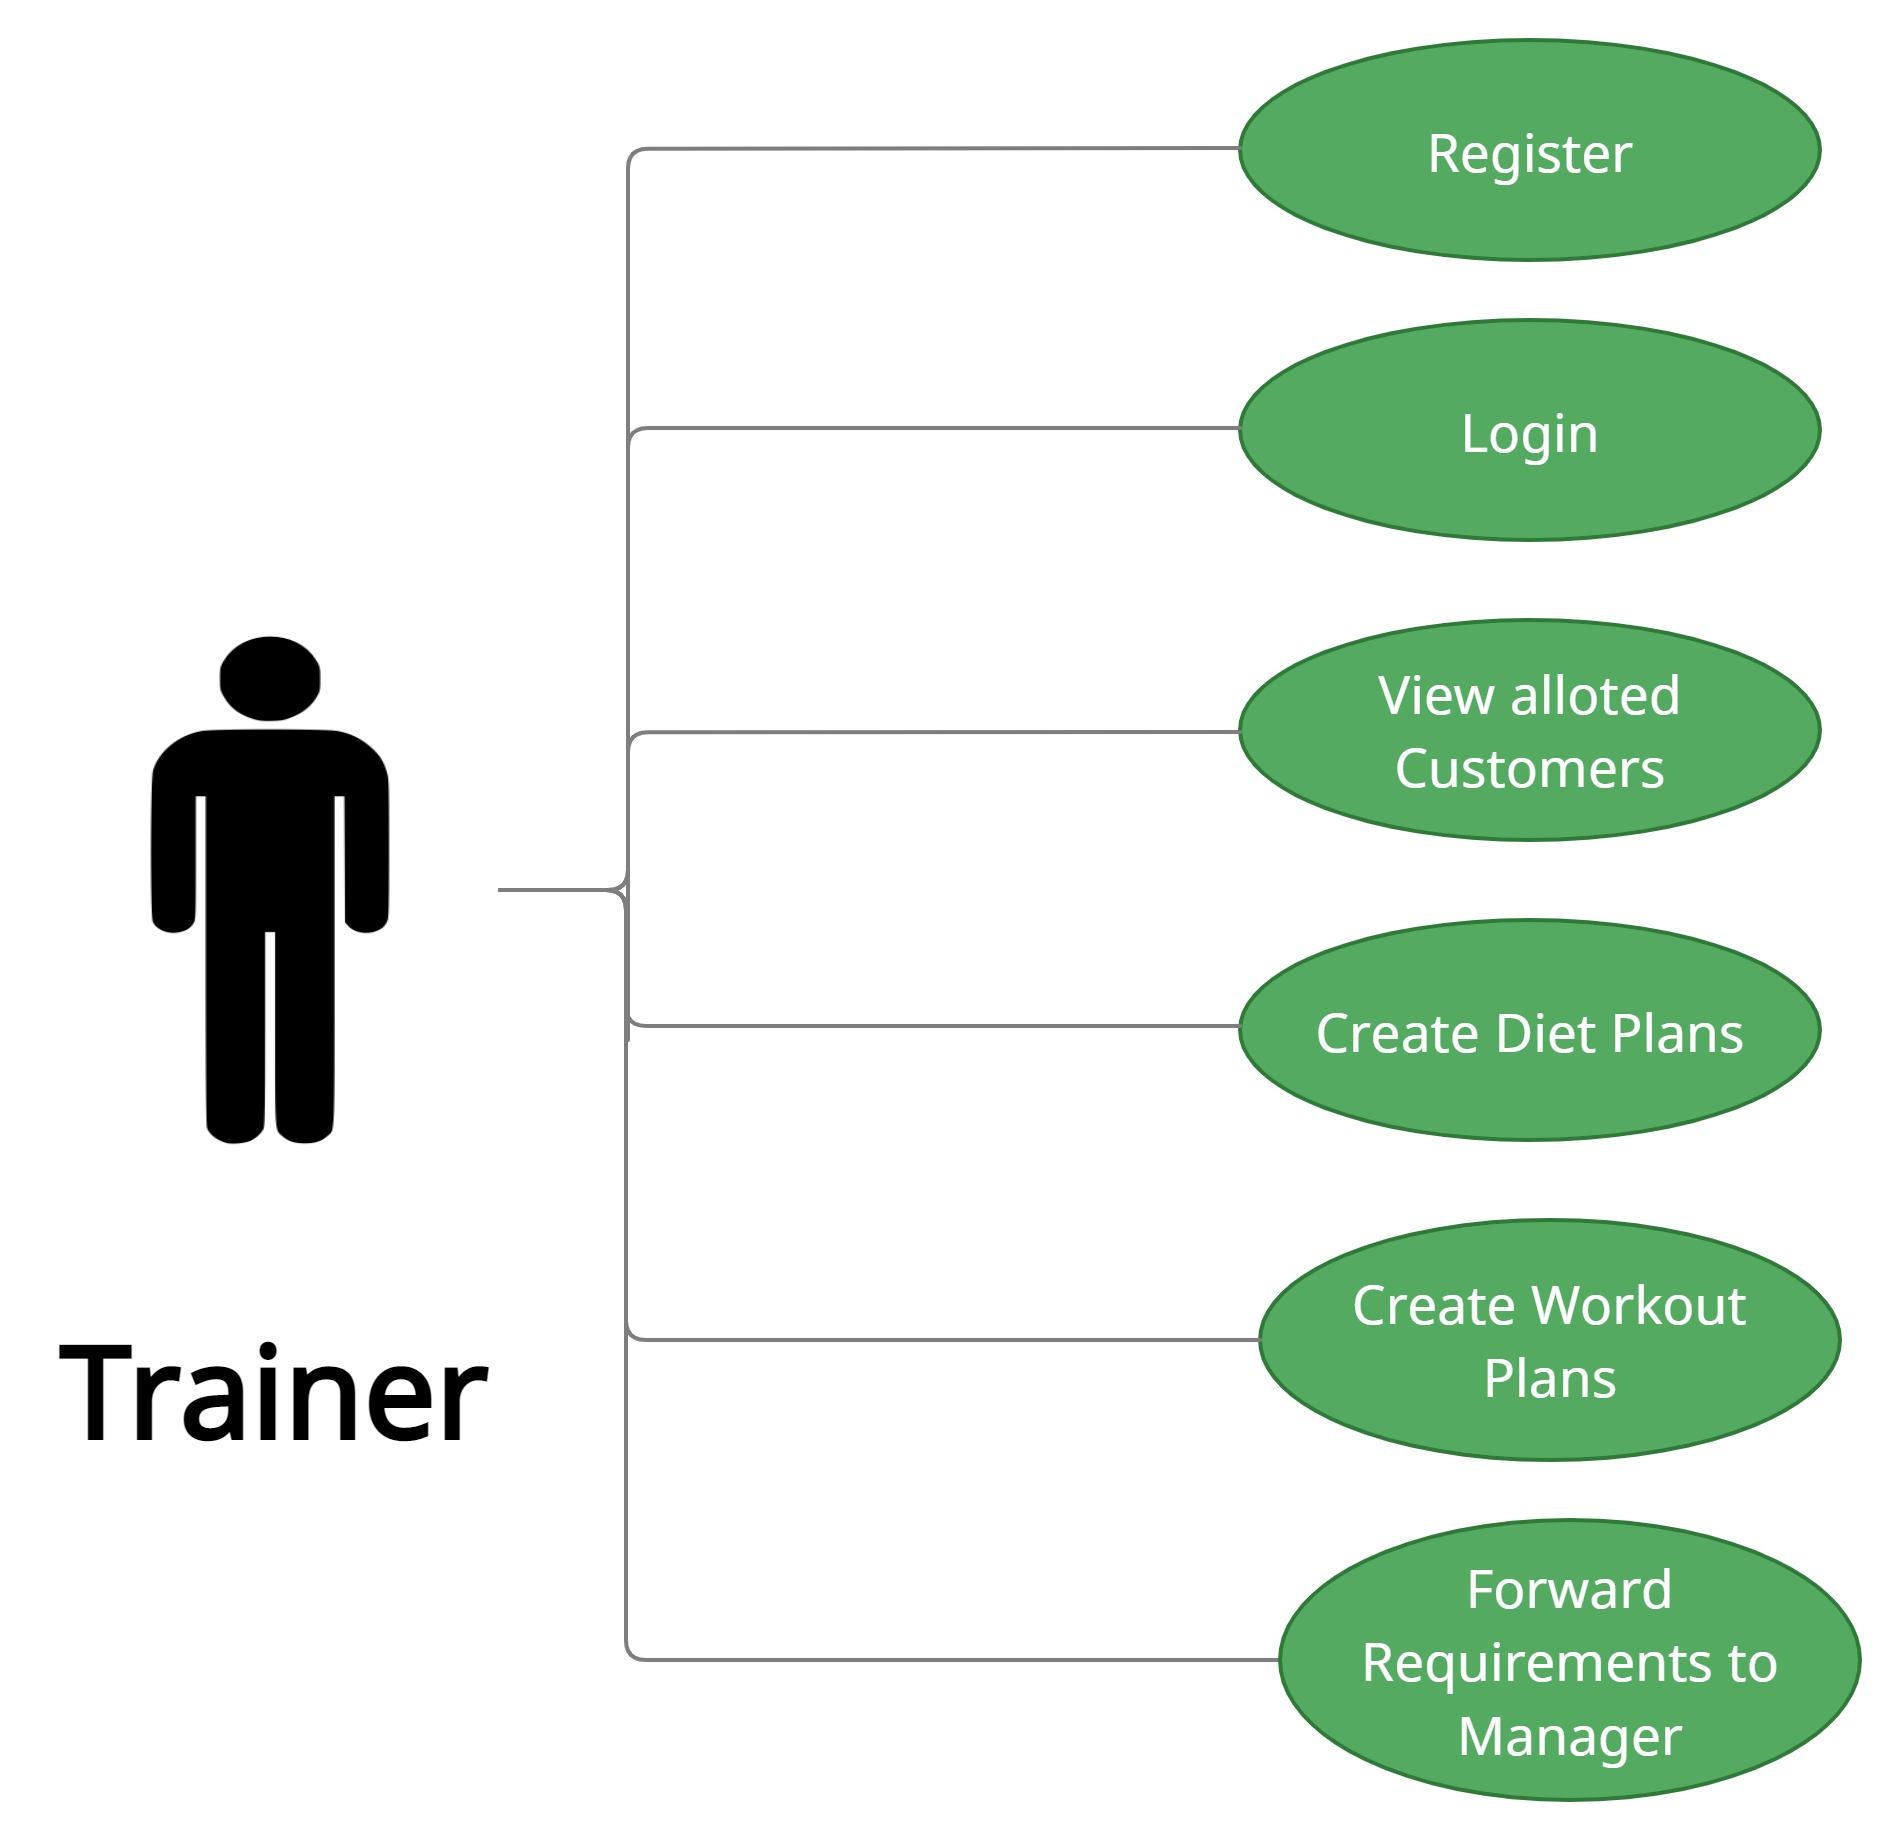 Register
Login
View alloted
Customers
Create Diet Plans
Create Workout
Plans
Trainer
Forward
Requirements to
Manager